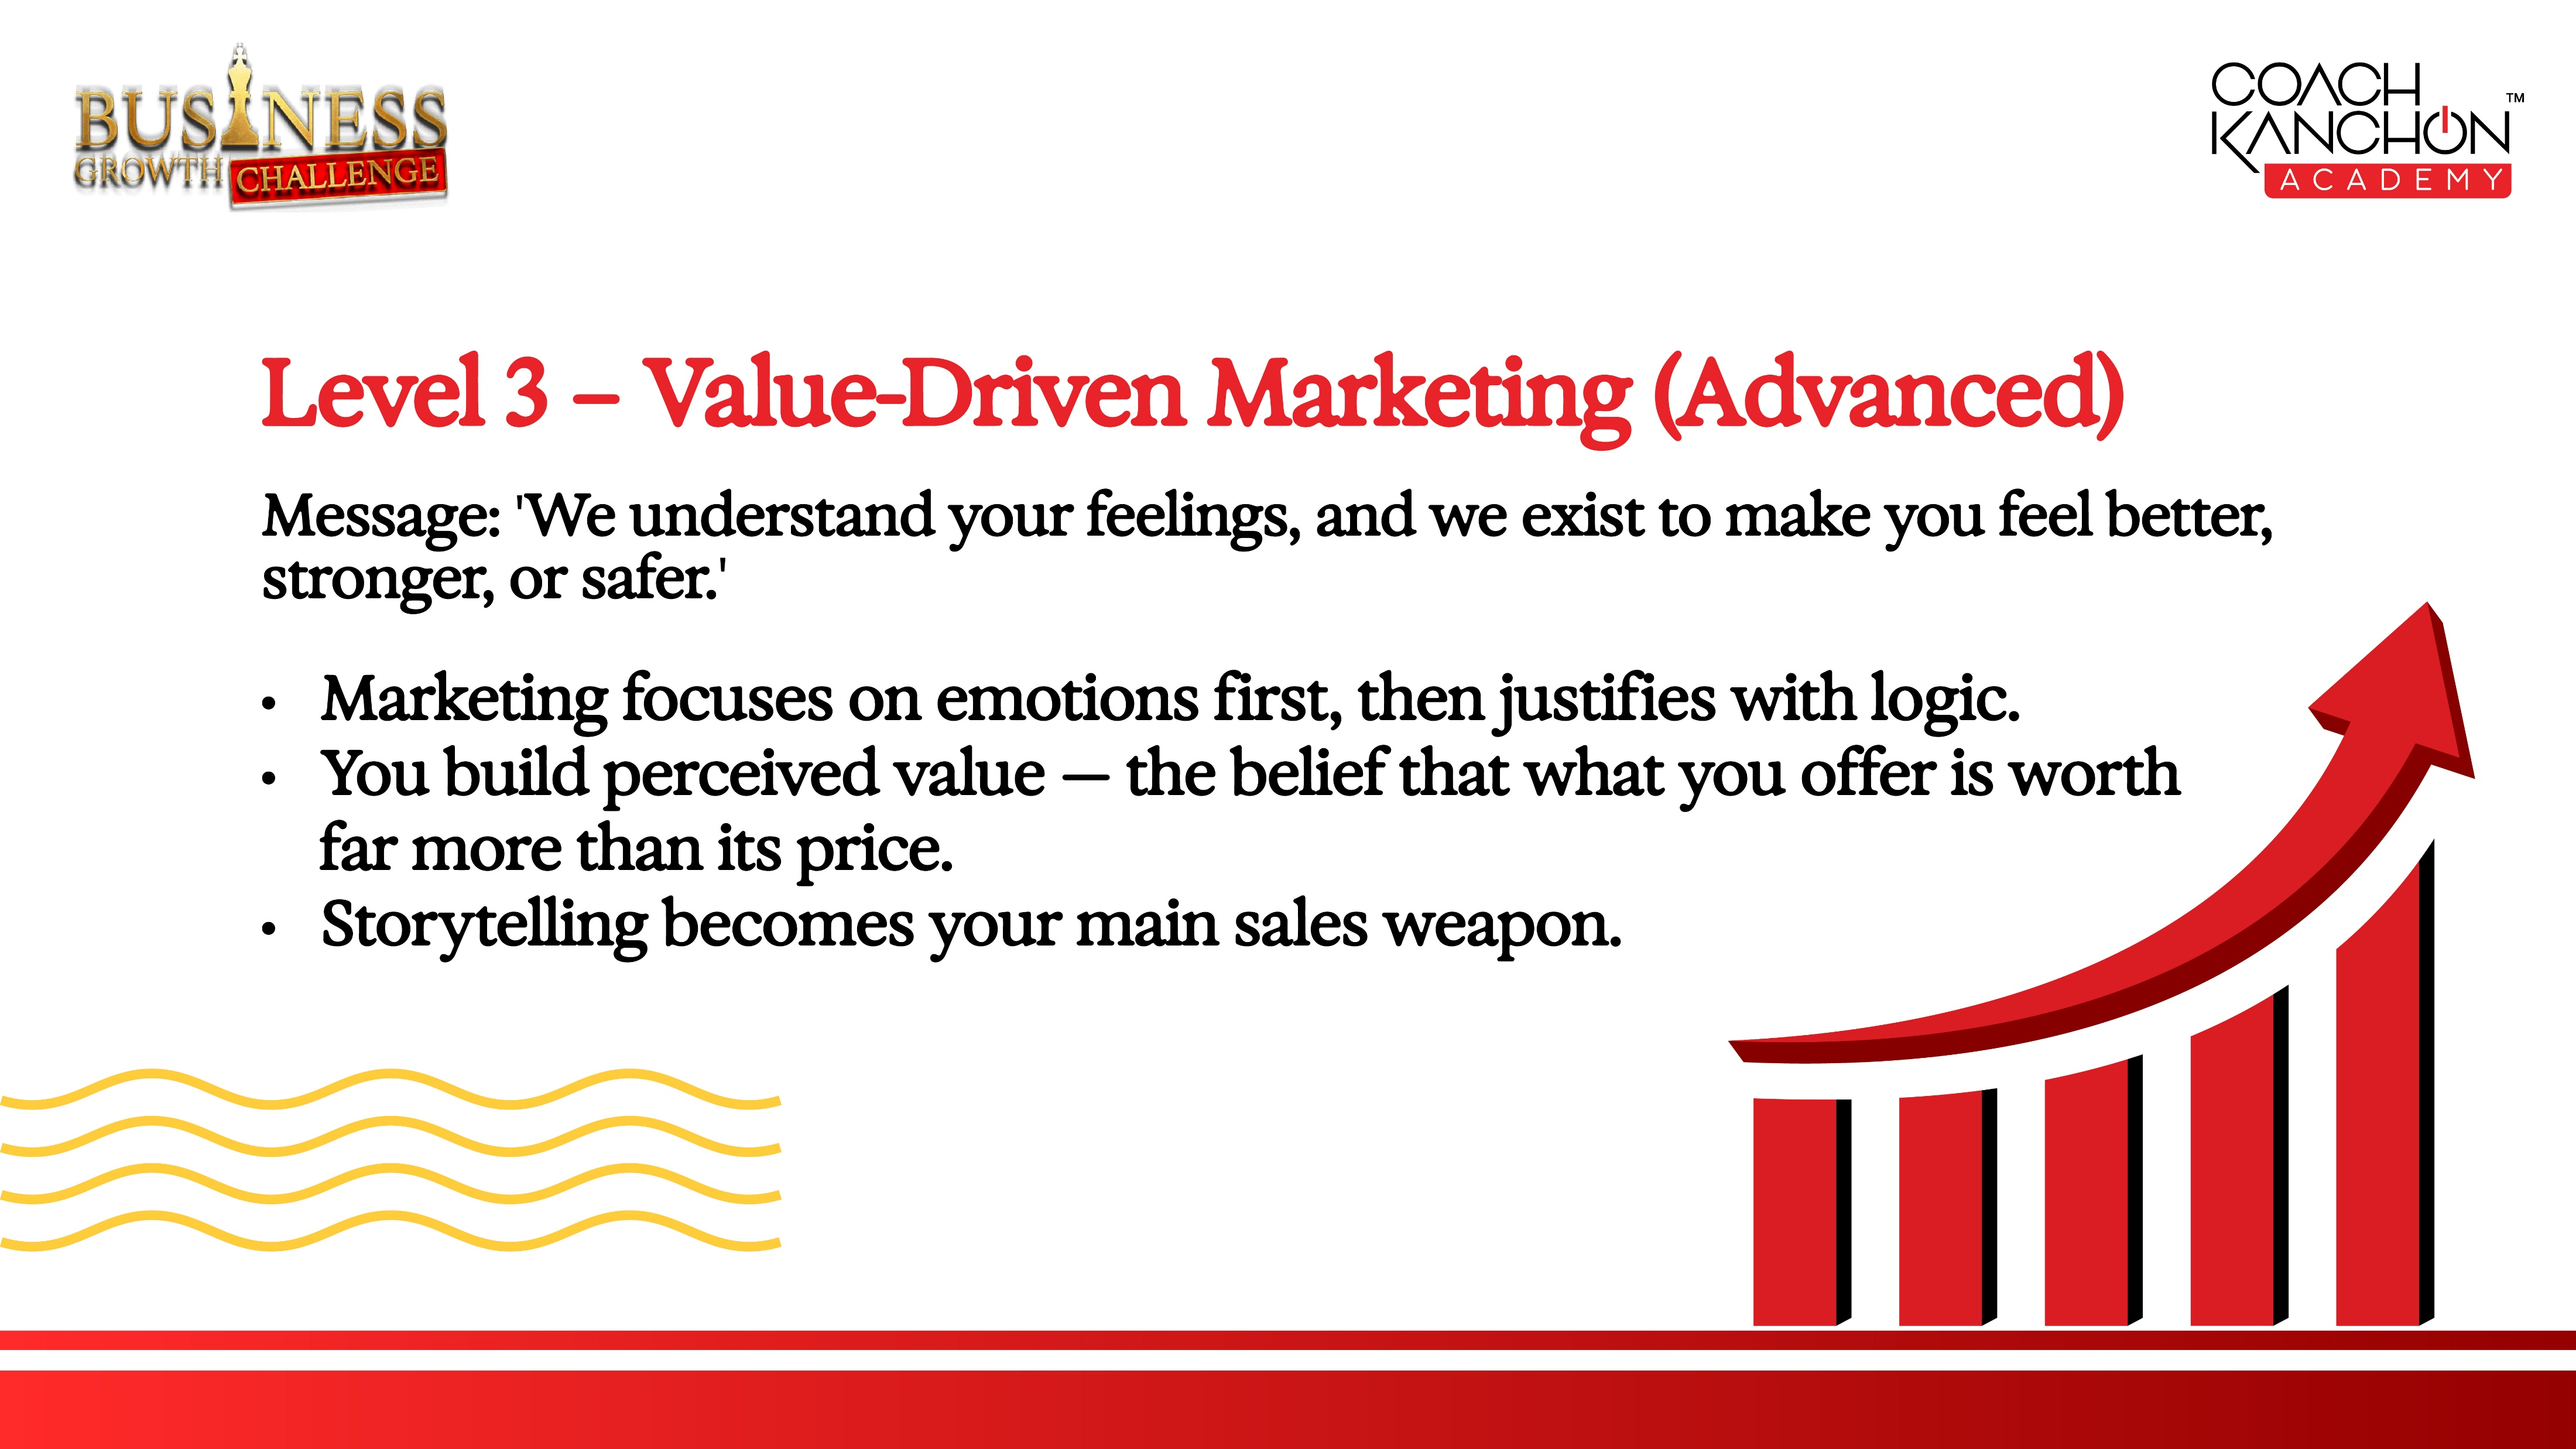 BUSINESS
GROWTH CHALLENGE
COACH
KANCHON
TM
ACADEMY
Level 3 – Value-Driven Marketing (Advanced)
Message: 'We understand your feelings, and we exist to make you feel better,
stronger, or safer.'
• Marketing focuses on emotions first, then justifies with logic.
• You build perceived value — the belief that what you offer is worth
far more than its price.
• Storytelling becomes your main sales weapon.